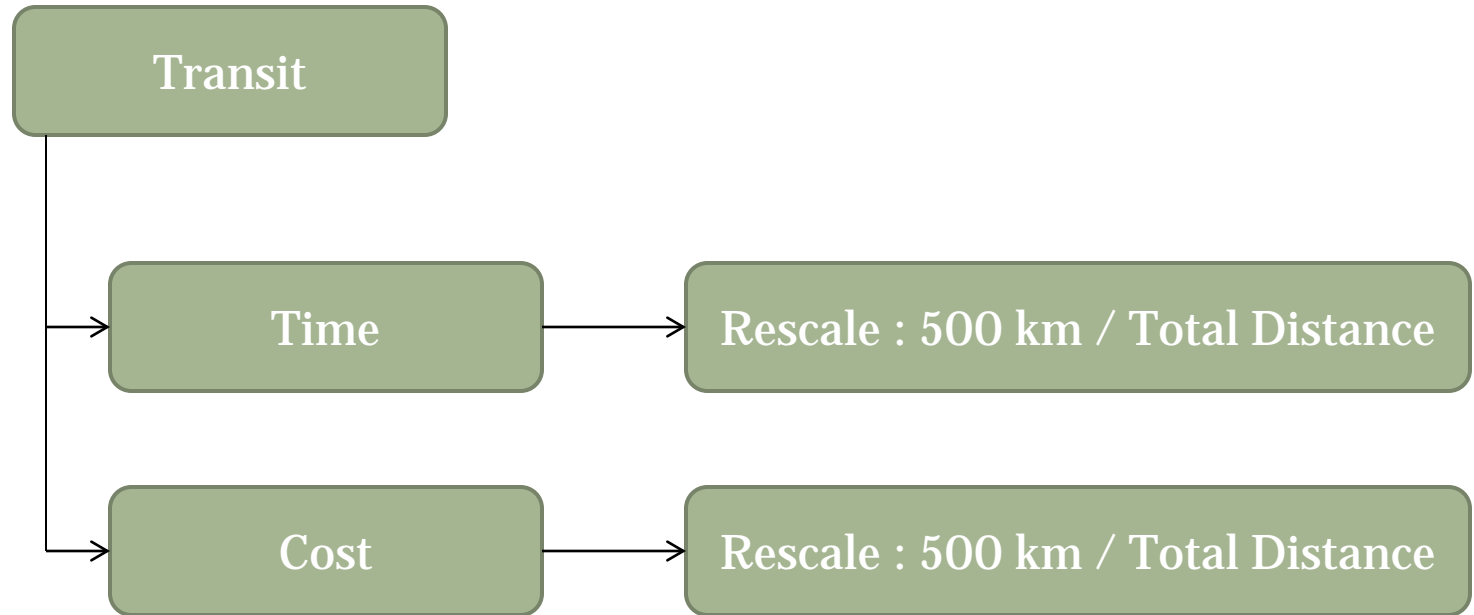 Transit
Time
Rescale : 500 km / Total Distance
Cost
Rescale : 500 km / Total Distance